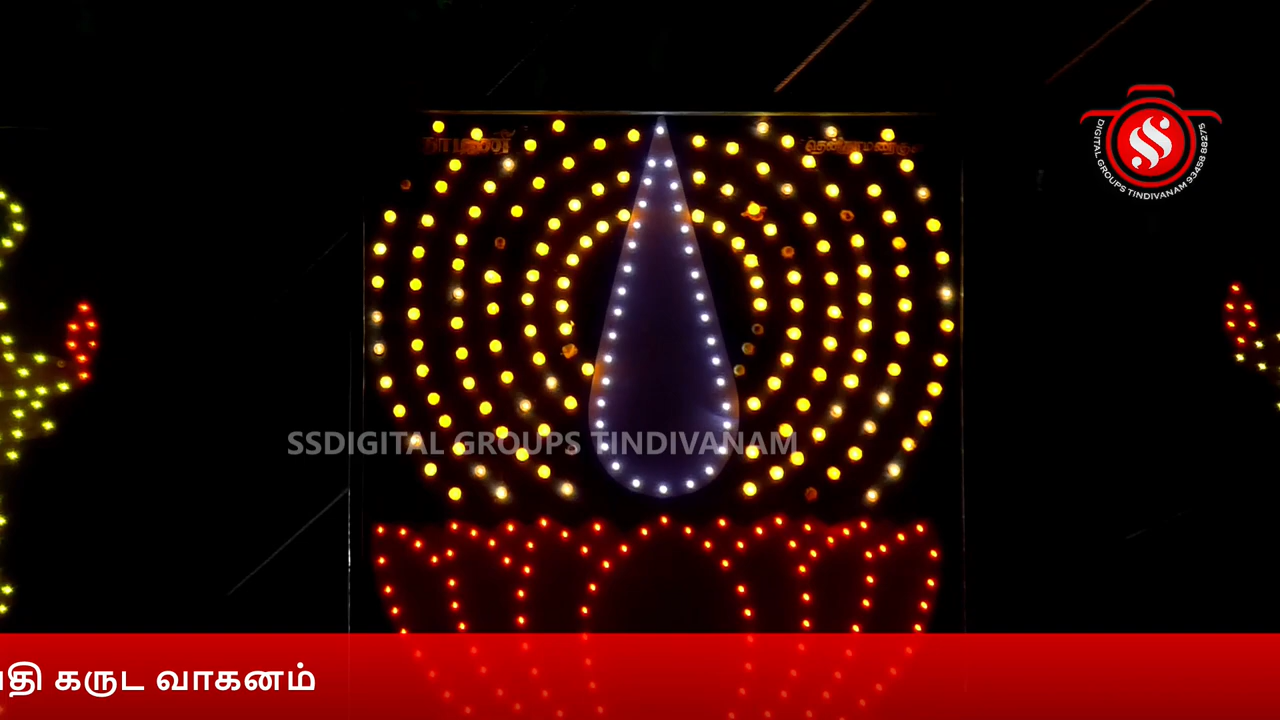 DIGITAL GROUPS TINDIVANAM 93458 88275
SSDIGITAL GROUPS TINDIVANAM
கருட வாகனம்